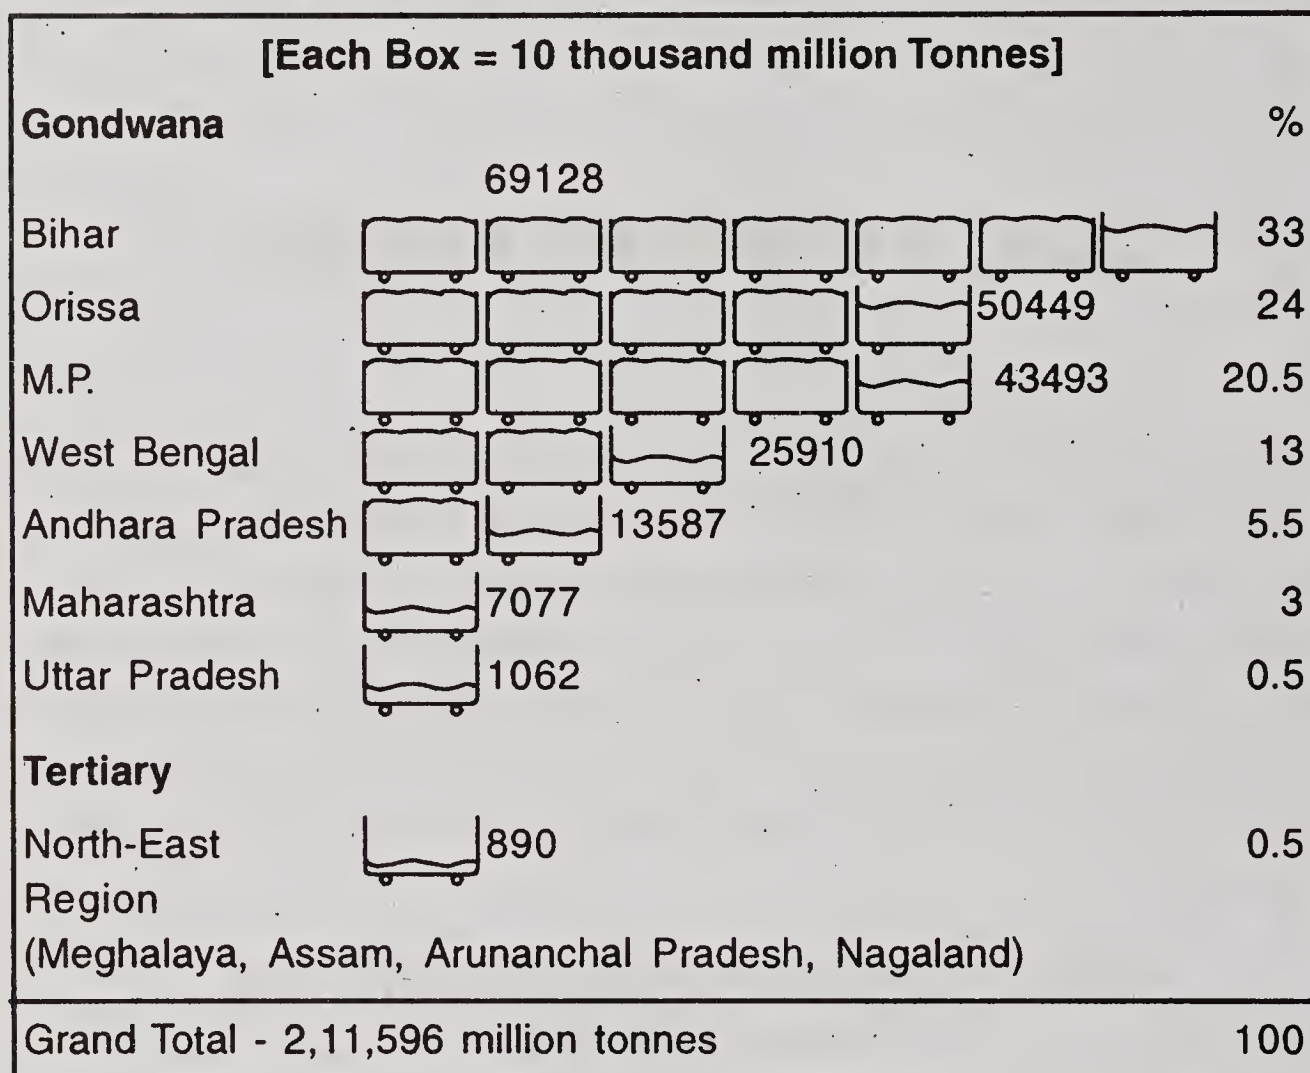 [Each Box = 10 thousand million Tonnes]
Gondwana %
69128
Bihar 33
Orissa 50449 24
M.P. 43493 20.5
West Bengal 25910 13
Andhara Pradesh 13587 5.5
Maharashtra 7077 3
Uttar Pradesh 1062 0.5
Tertiary
North-East 890 0.5
Region
(Meghalaya, Assam, Arunanchal Pradesh, Nagaland)
Grand Total - 2,11,596 million tonnes 100